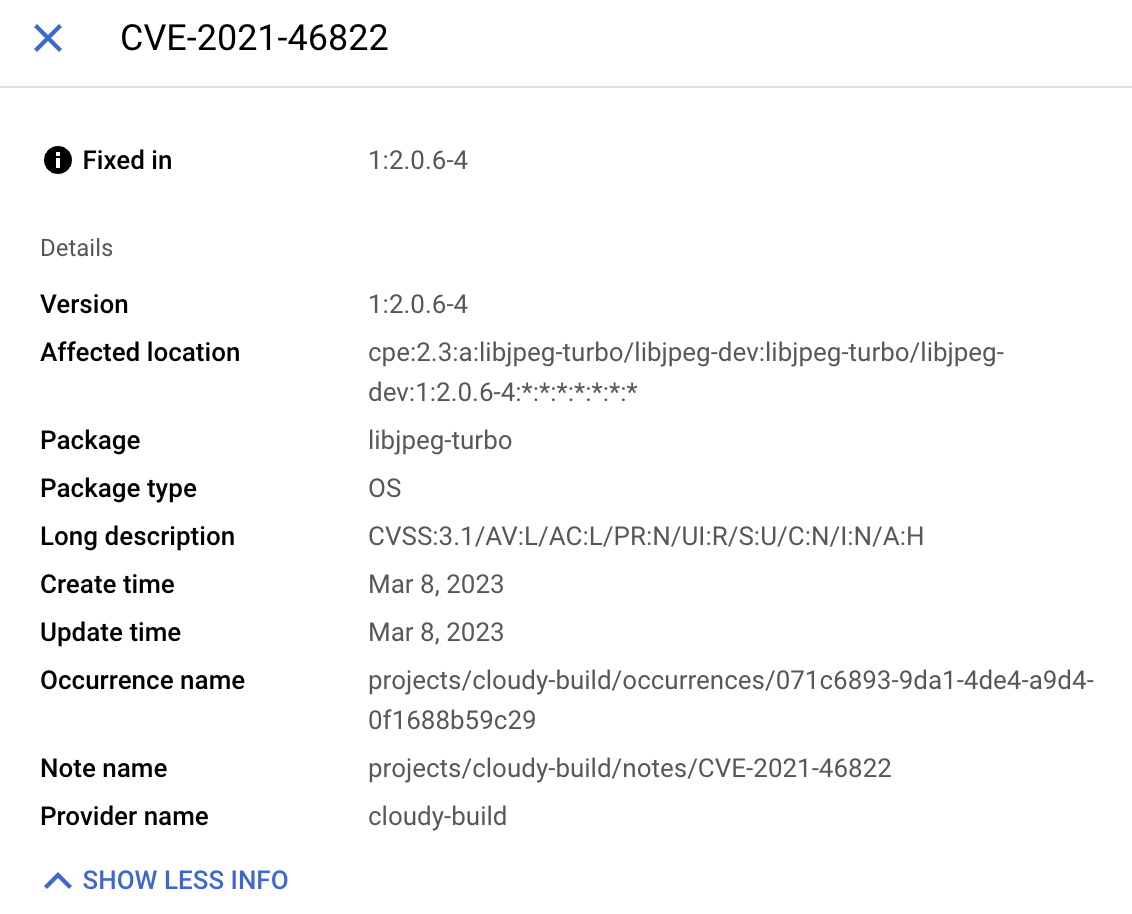 CVE-2021-46822
Fixed in 1:2.0.6-4
Details
Version 1:2.0.6-4
Affected location cpe:2.3:a:libjpeg-turbo/libjpeg-dev:libjpeg-turbo/libjpeg-
dev:1:2.0.6-4:*:*:*:*:*:*:*
Package libjpeg-turbo
Package type OS
Long description CVSS:3.1/AV:L/AC:L/PR:N/UI:R/S:U/C:N/I:N/A:H
Create time Mar 8, 2023
Update time Mar 8, 2023
Occurrence name projects/cloudy-build/occurrences/071c6893-9da1-4de4-a9d4-
0f1688b59c29
Note name projects/cloudy-build/notes/CVE-2021-46822
Provider name cloudy-build
SHOW LESS INFO